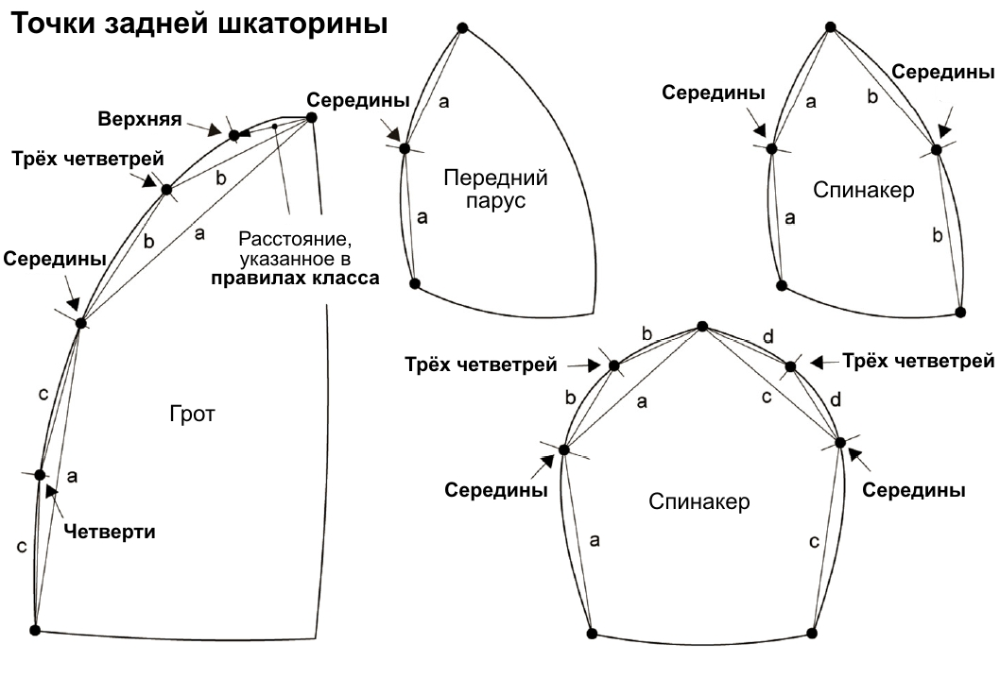 Точки задней шкаторины
Верхняя
Трёх четветрей
b
b
a
Середины
Расстояние,
указанное в
правилах класса
c
Грот
a
Четверти
c
Середины
a
Передний
парус
a
Середины
Середины
a
b
Спинакер
a
b
Трёх четветрей
Трёх четветрей
b
d
b
a
c
d
Середины
Середины
Спинакер
a
c